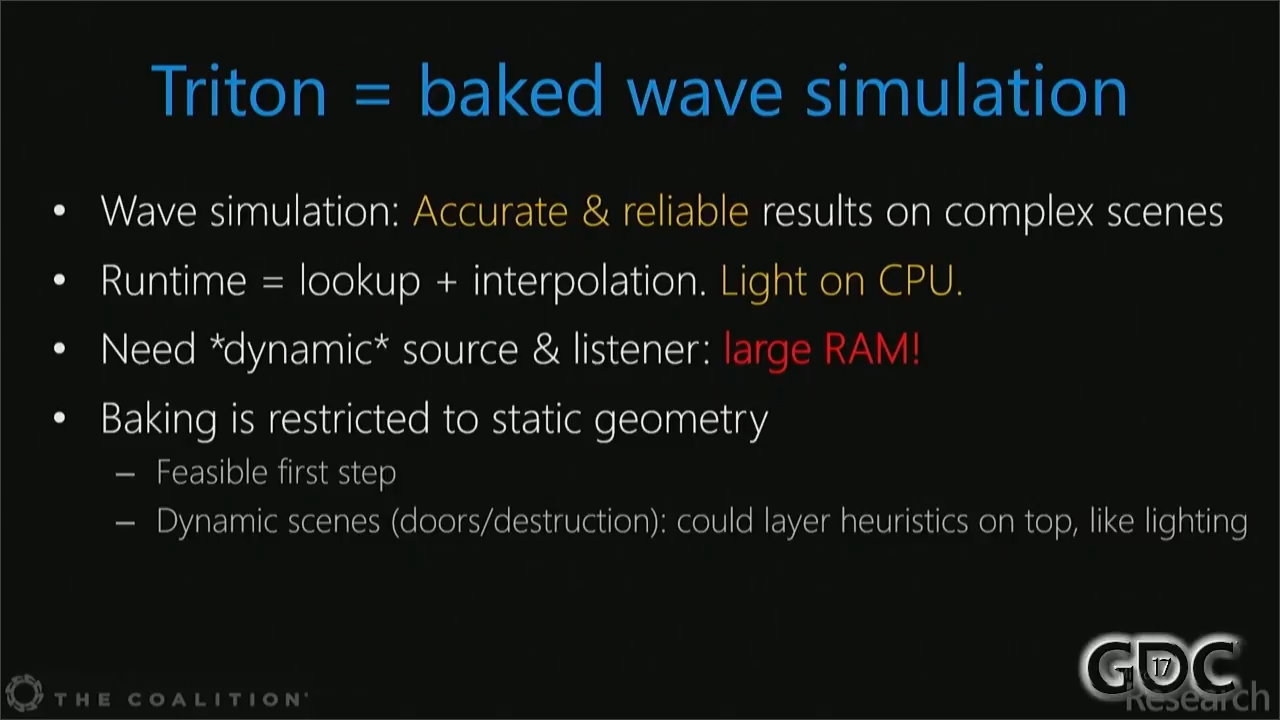 Triton = baked wave simulation
• Wave simulation: Accurate & reliable results on complex scenes
• Runtime = lookup + interpolation. Light on CPU.
• Need *dynamic* source & listener: large RAM!
• Baking is restricted to static geometry
– Feasible first step
– Dynamic scenes (doors/destruction): could layer heuristics on top, like lighting
THE COALITION
GDC
17
Research